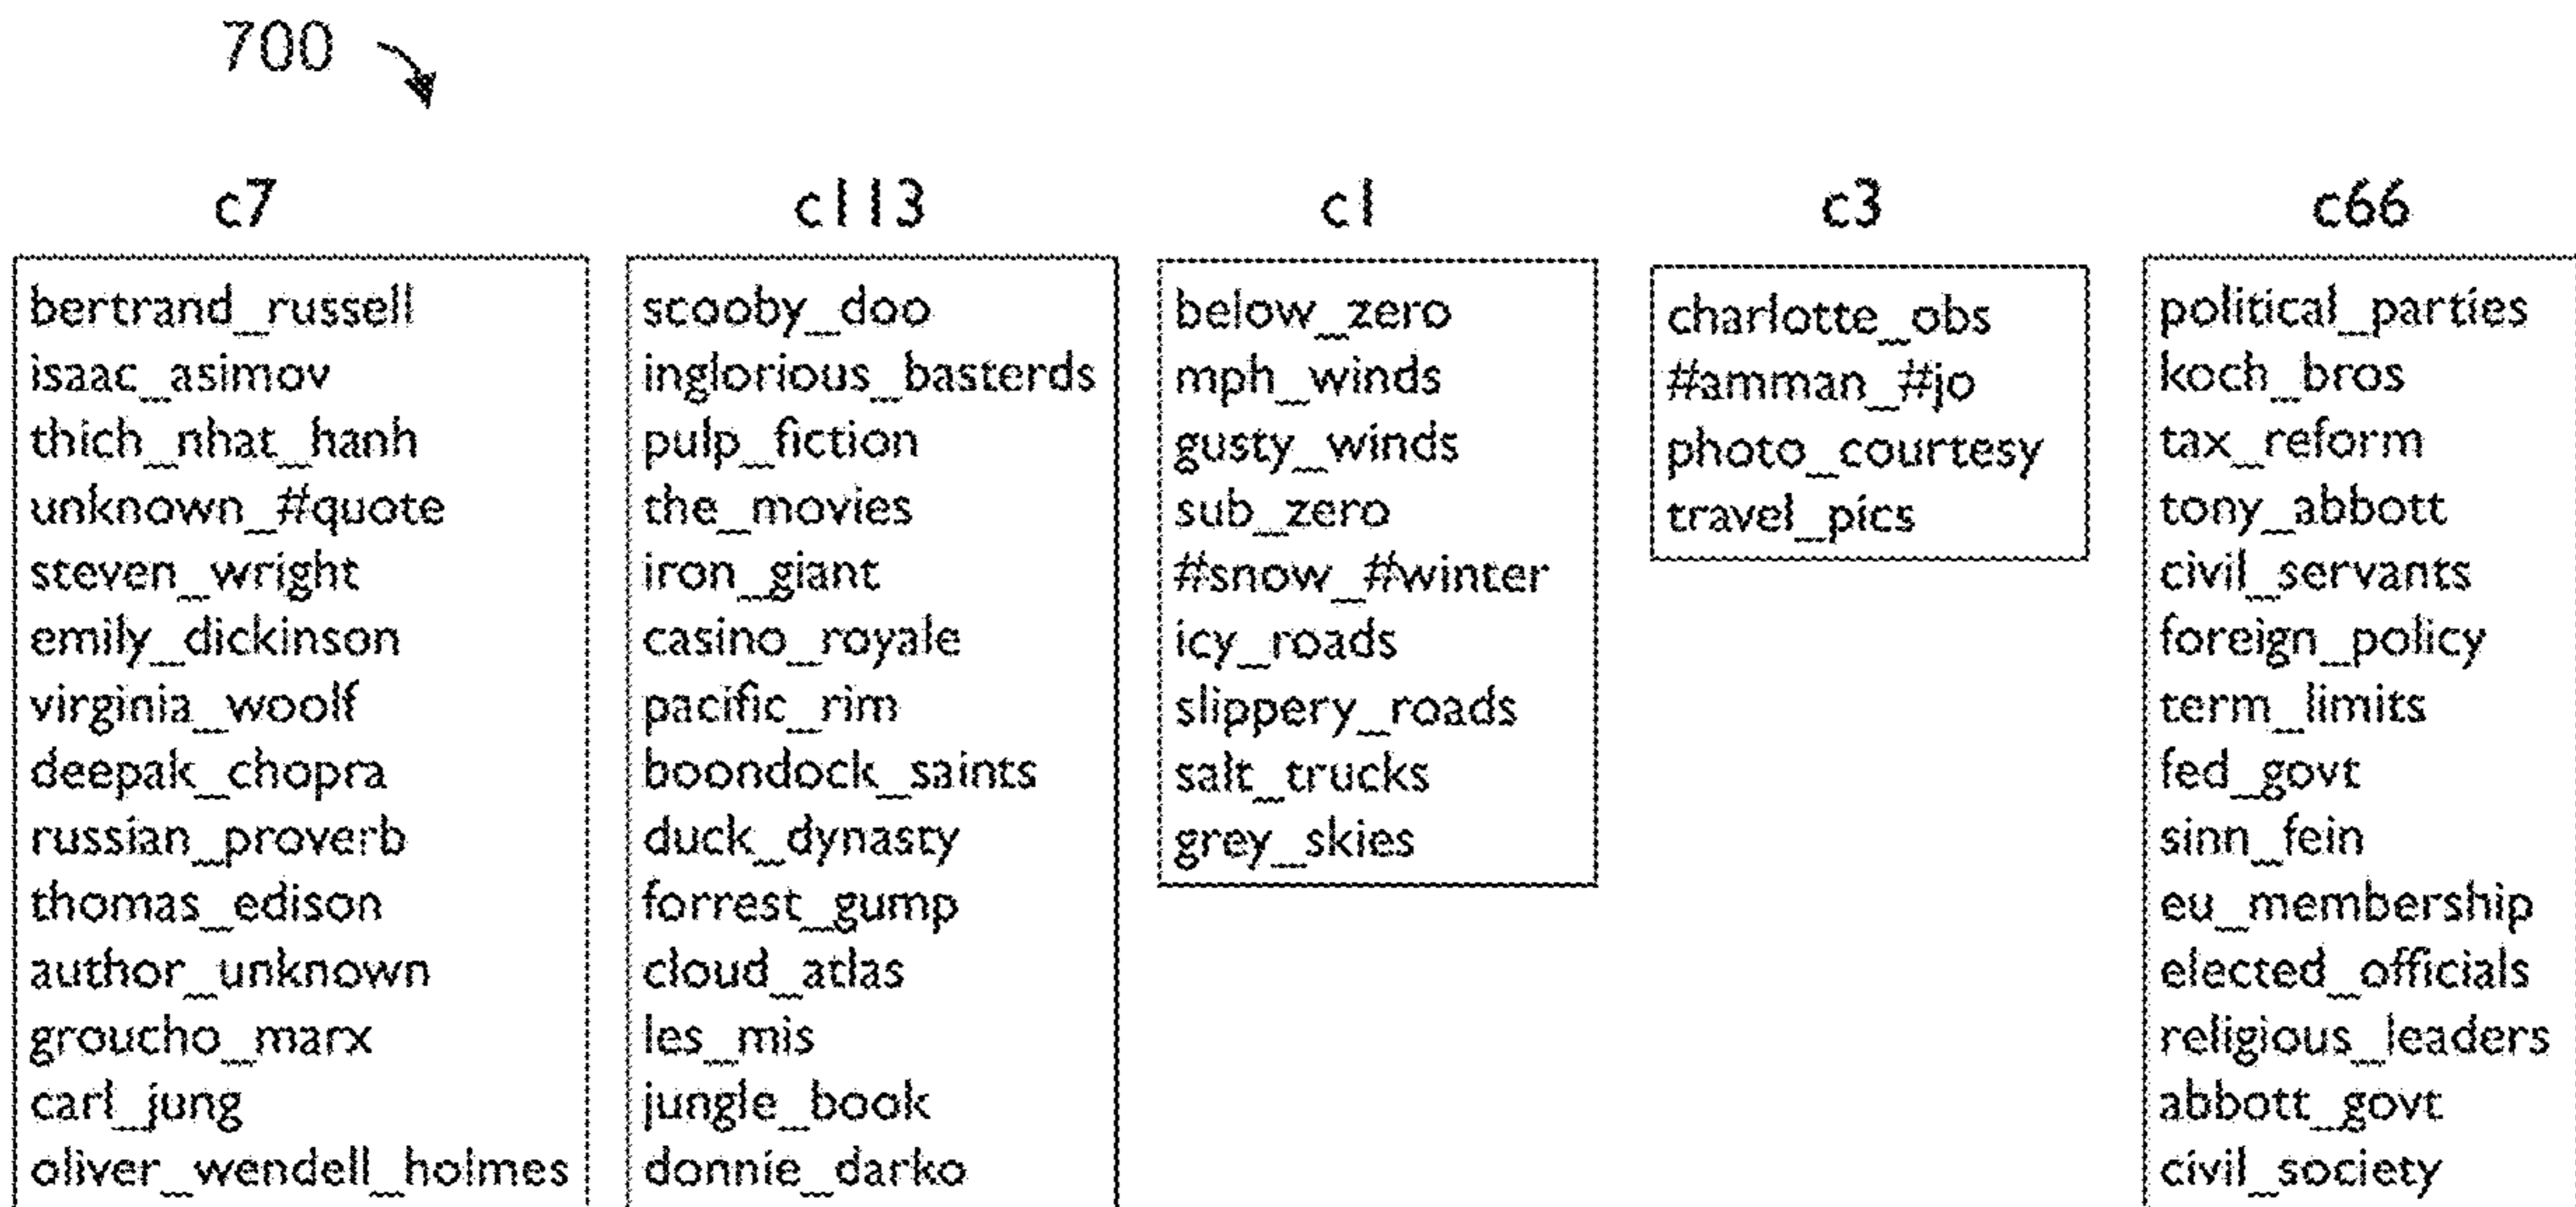 700
c7
bertrand_russell
isaac_asimov
thich_nhat_hanh
unknown_#quote
steven_wright
emily_dickinson
virginia_woolf
deepak_chopra
russian_proverb
thomas_edison
author_unknown
groucho_marx
carl_jung
oliver_wendell_holmes
c113
scooby_doo
inglorious_basterds
pulp_fiction
the_movies
iron_giant
casino_royale
pacific_rim
boondock_saints
duck_dynasty
forrest_gump
cloud_atlas
les_mis
jungle_book
donnie_darko
c1
below_zero
mph_winds
gusty_winds
sub_zero
#snow_#winter
icy_roads
slippery_roads
salt_trucks
grey_skies
c3
charlotte_obs
#amman_#jo
photo_courtesy
travel_pics
c66
political_parties
koch_bros
tax_reform
tony_abbott
civil_servants
foreign_policy
term_limits
fed_govt
sinn_fein
eu_membership
elected_officials
religious_leaders
abbott_govt
civil_society